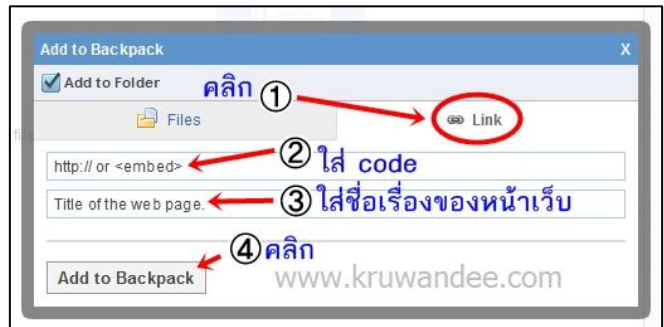 Add to Backpack X
Add to Folder
คลิก ①
Files Link
http:// or <embed> ② ใส่ code
Title of the web page. ③ ใส่ชื่อเรื่องของหน้าเว็บ
④ คลิก
Add to Backpack www.kruwandee.com